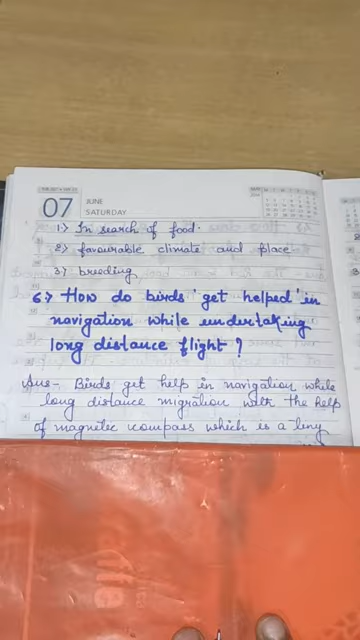 07
JUNE
SATURDAY
1.> In search of food.
2> favourable climate and place
3> breeding
6> How do birds 'get helped' in
navigation while undertaking
long distance flight ?
Ans- Birds get help in navigation while
long distance migration with the help
of magnetic compass which is a tiny